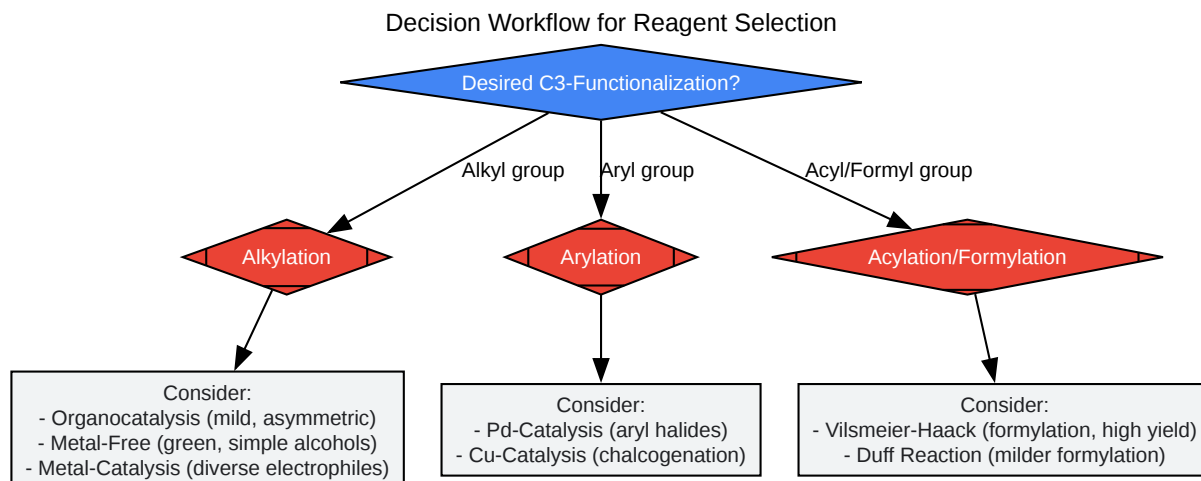 Decision Workflow for Reagent Selection
Desired C3-Functionalization?
Alkyl group
Aryl group
Acyl/Formyl group
Alkylation
Arylation
Acylation/Formylation
Consider:
- Organocatalysis (mild, asymmetric)
- Metal-Free (green, simple alcohols)
- Metal-Catalysis (diverse electrophiles)
Consider:
- Pd-Catalysis (aryl halides)
- Cu-Catalysis (chalcogenation)
Consider:
- Vilsmeier-Haack (formylation, high yield)
- Duff Reaction (milder formylation)